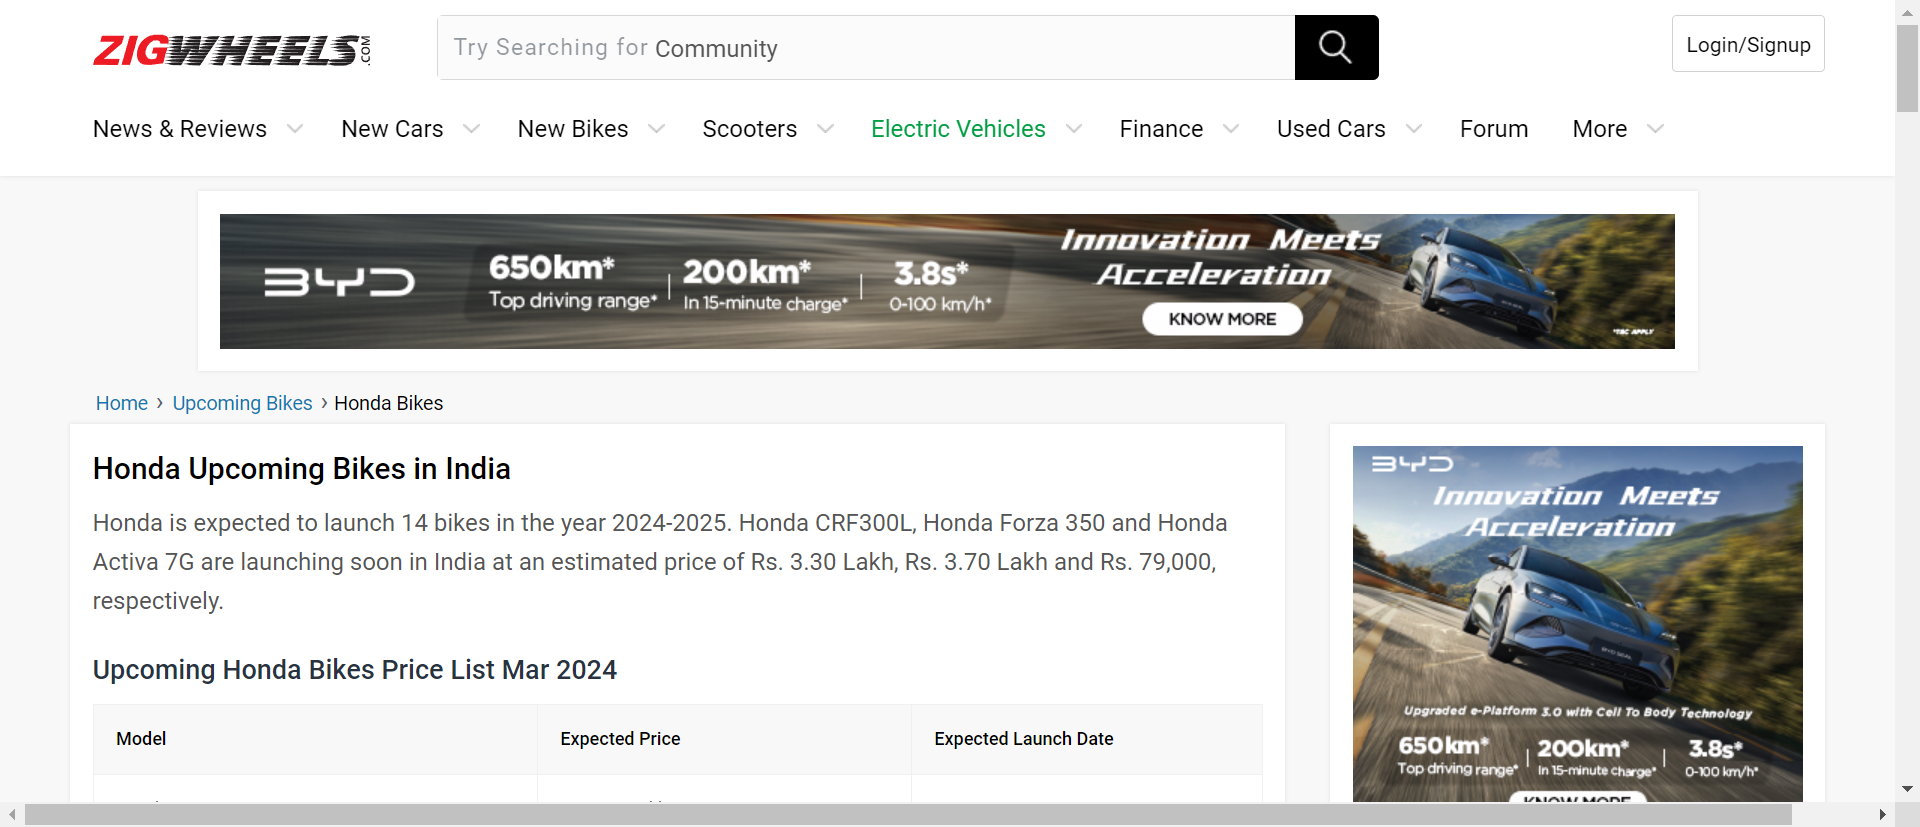 ZIGWHEELS.COM
Try Searching for Community
Login/Signup
News & Reviews
New Cars
New Bikes
Scooters
Electric Vehicles
Finance
Used Cars
Forum
More
BYD
650km*
Top driving range*
200km*
In 15-minute charge*
3.8s*
0-100 km/h*
Innovation Meets
Acceleration
KNOW MORE
*T&C APPLY
Home › Upcoming Bikes › Honda Bikes
Honda Upcoming Bikes in India
Honda is expected to launch 14 bikes in the year 2024-2025. Honda CRF300L, Honda Forza 350 and Honda
Activa 7G are launching soon in India at an estimated price of Rs. 3.30 Lakh, Rs. 3.70 Lakh and Rs. 79,000,
respectively.
Upcoming Honda Bikes Price List Mar 2024
Model
Expected Price
Expected Launch Date
BYD
Innovation Meets
Acceleration
BYD SEAL
Upgraded e-Platform 3.0 with Cell To Body Technology
650km*
Top driving range*
200km*
In 15-minute charge*
3.8s*
0-100 km/h*
KNOW MORE